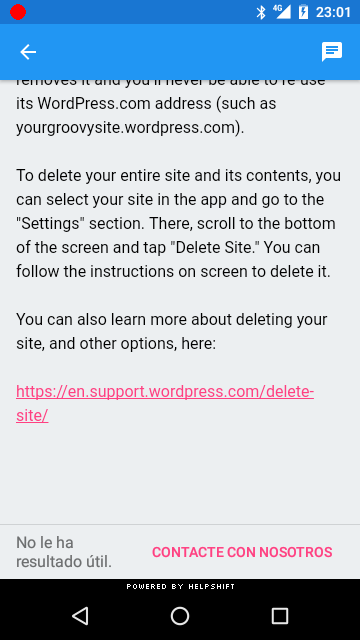 4G 23:01
removes it and you'll never be able to re-use
its WordPress.com address (such as
yourgroovysite.wordpress.com).
To delete your entire site and its contents, you
can select your site in the app and go to the
"Settings" section. There, scroll to the bottom
of the screen and tap "Delete Site." You can
follow the instructions on screen to delete it.
You can also learn more about deleting your
site, and other options, here:
https://en.support.wordpress.com/delete-
site/
No le ha
resultado útil.
CONTACTE CON NOSOTROS
POWERED BY HELPSHIFT